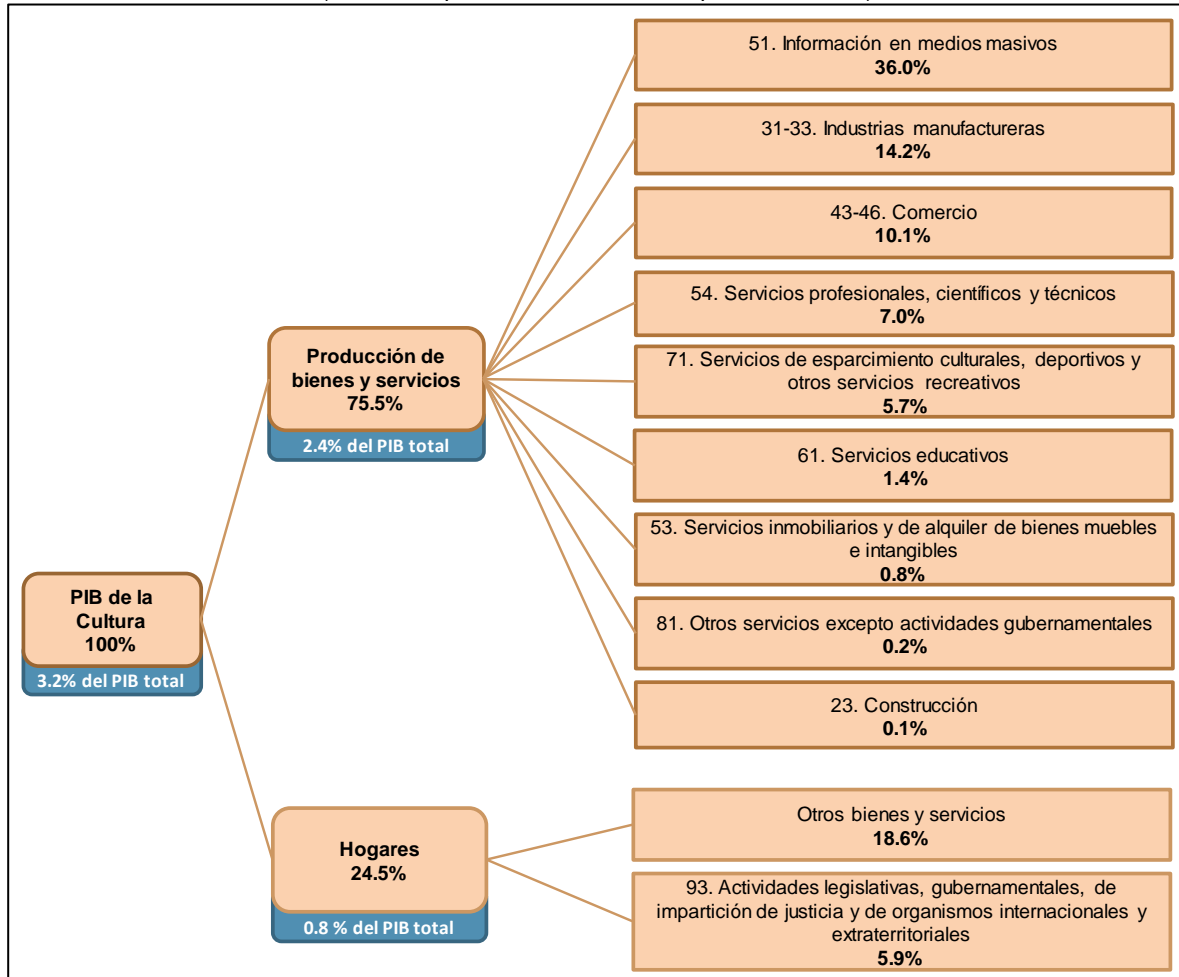 51. Información en medios masivos
36.0%
31-33. Industrias manufactureras
14.2%
43-46. Comercio
10.1%
54. Servicios profesionales, científicos y técnicos
7.0%
Producción de
bienes y servicios
75.5%
2.4% del PIB total
71. Servicios de esparcimiento culturales, deportivos y
otros servicios recreativos
5.7%
61. Servicios educativos
1.4%
53. Servicios inmobiliarios y de alquiler de bienes muebles
e intangibles
0.8%
PIB de la
Cultura
100%
3.2% del PIB total
81. Otros servicios excepto actividades gubernamentales
0.2%
23. Construcción
0.1%
Hogares
24.5%
0.8 % del PIB total
Otros bienes y servicios
18.6%
93. Actividades legislativas, gubernamentales, de
impartición de justicia y de organismos internacionales y
extraterritoriales
5.9%